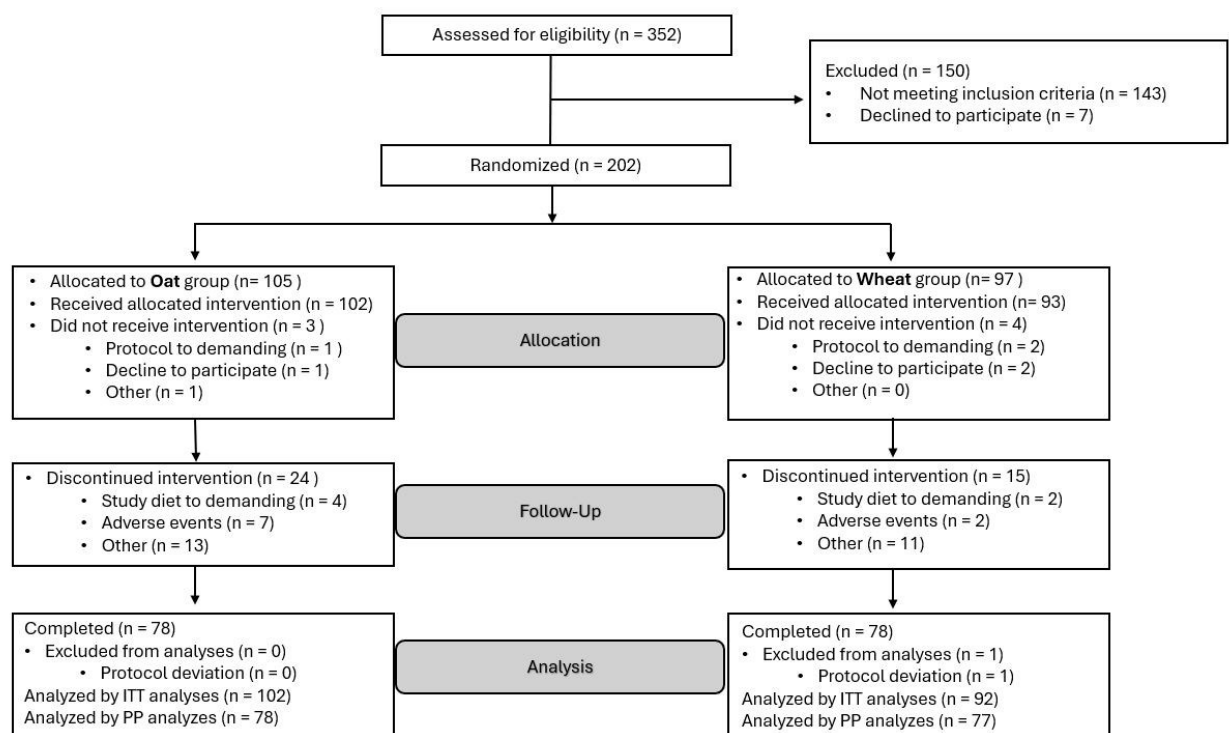 Assessed for eligibility (n = 352)
Excluded (n = 150)
• Not meeting inclusion criteria (n = 143)
• Declined to participate (n = 7)
Randomized (n = 202)
• Allocated to Oat group (n= 105 )
• Received allocated intervention (n = 102)
• Did not receive intervention (n = 3 )
• Protocol to demanding (n = 1 )
• Decline to participate (n = 1)
• Other (n = 1)
Allocation
• Allocated to Wheat group (n= 97 )
• Received allocated intervention (n= 93)
• Did not receive intervention (n = 4)
• Protocol to demanding (n = 2)
• Decline to participate (n = 2)
• Other (n = 0)
• Discontinued intervention (n = 24 )
• Study diet to demanding (n = 4)
• Adverse events (n = 7)
• Other (n = 13)
Follow-Up
• Discontinued intervention (n = 15)
• Study diet to demanding (n = 2)
• Adverse events (n = 2)
• Other (n = 11)
Completed (n = 78)
• Excluded from analyses (n = 0)
• Protocol deviation (n = 0)
Analyzed by ITT analyses (n = 102)
Analyzed by PP analyzes (n = 78)
Analysis
Completed (n = 78)
• Excluded from analyses (n = 1)
• Protocol deviation (n = 1)
Analyzed by ITT analyses (n = 92)
Analyzed by PP analyzes (n = 77)